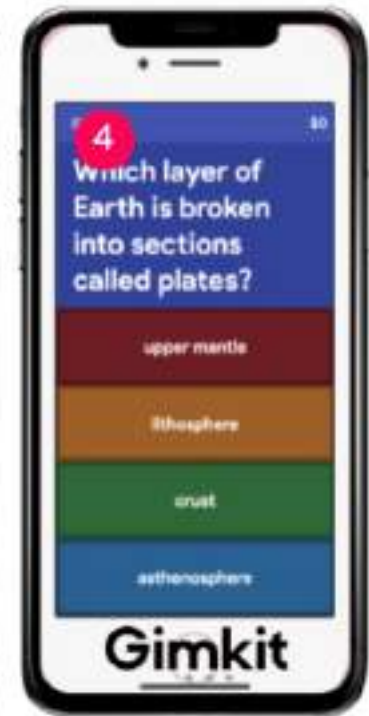 4
$0
Which layer of
Earth is broken
into sections
called plates?
upper mantle
lithosphere
crust
asthenosphere
Gimkit